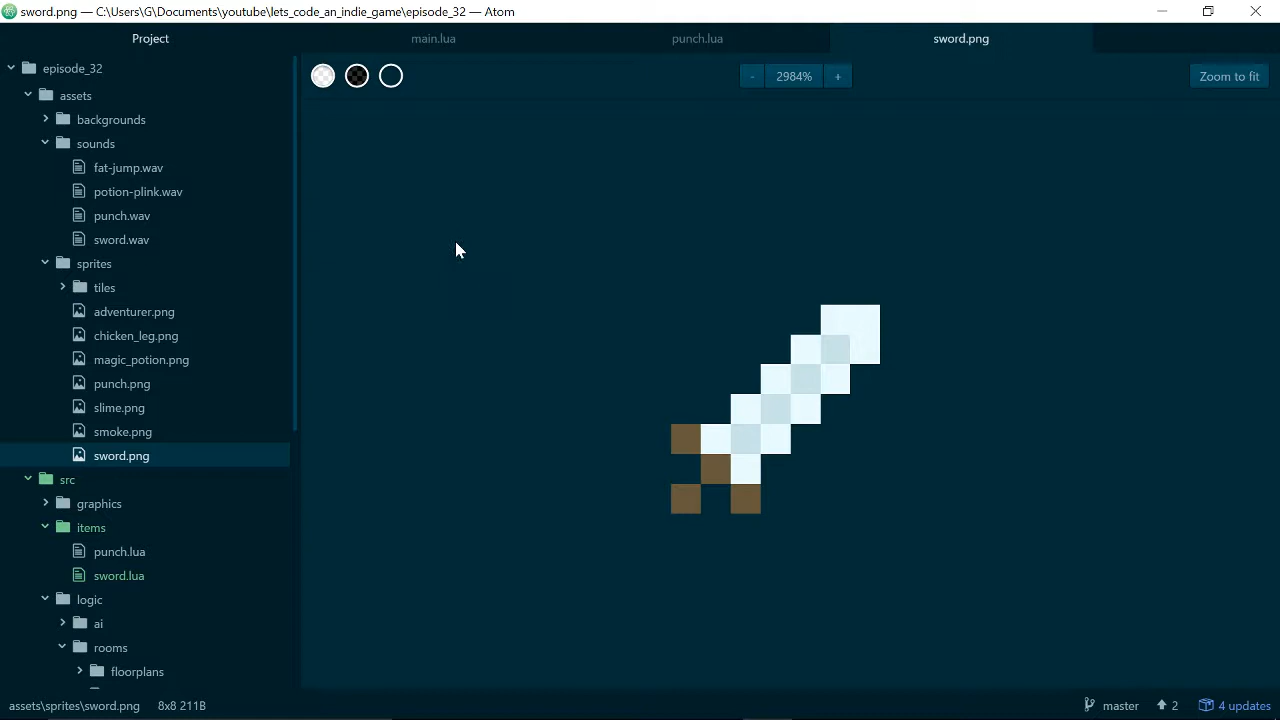 sword.png — C:\Users\G\Documents\youtube\lets_code_an_indie_game\episode_32 — Atom
Project
main.lua
punch.lua
sword.png
episode_32
assets
backgrounds
sounds
fat-jump.wav
potion-plink.wav
punch.wav
sword.wav
sprites
tiles
adventurer.png
chicken_leg.png
magic_potion.png
punch.png
slime.png
smoke.png
sword.png
src
graphics
items
punch.lua
sword.lua
logic
ai
rooms
floorplans
- 2984% +
Zoom to fit
assets\sprites\sword.png 8x8 211B
master 2 4 updates